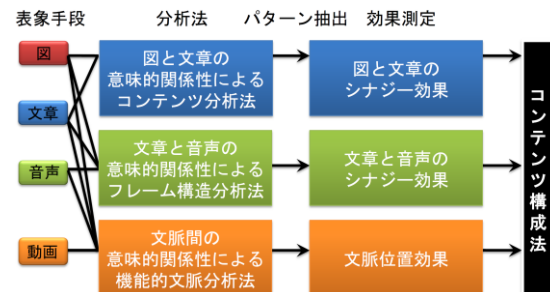 表象手段 分析法 パターン抽出 効果測定
図
文章
音声
動画
図と文章の
意味的関係性による
コンテンツ分析法
文章と音声の
意味的関係性による
フレーム構造分析法
文脈間の
意味的関係性による
機能的文脈分析法
図と文章の
シナジー効果
文章と音声の
シナジー効果
文脈位置効果
コンテンツ構成法